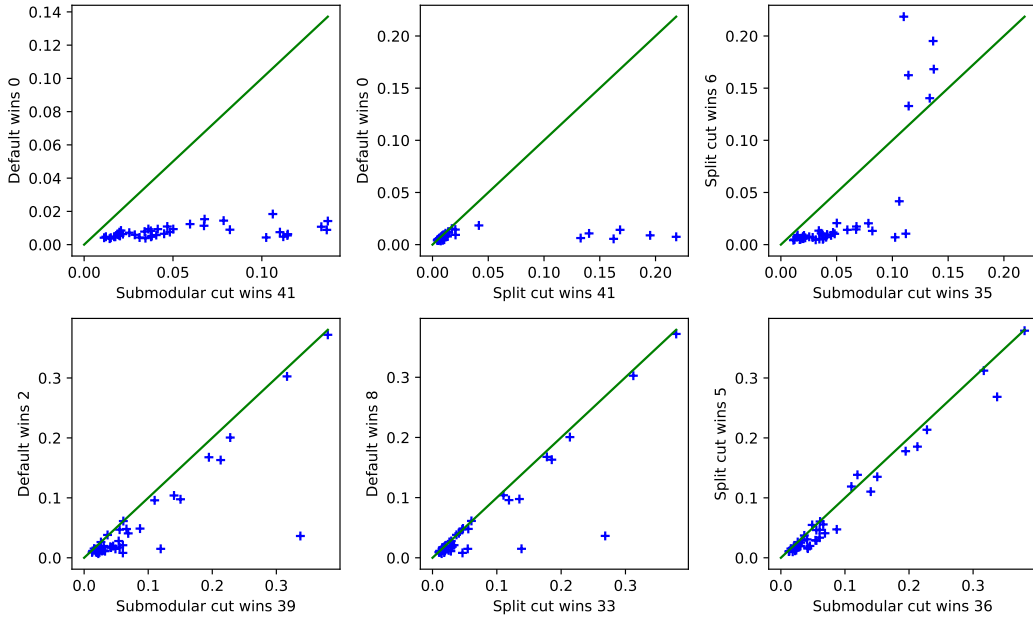 Default wins 0
0.14
0.12
0.10
0.08
0.06
0.04
0.02
0.00
0.00 0.05 0.10
Submodular cut wins 41
Default wins 0
0.20
0.15
0.10
0.05
0.00
0.00 0.05 0.10 0.15 0.20
Split cut wins 41
Split cut wins 6
0.20
0.15
0.10
0.05
0.00
0.00 0.05 0.10 0.15 0.20
Submodular cut wins 35
Default wins 2
0.3
0.2
0.1
0.0
0.0 0.1 0.2 0.3
Submodular cut wins 39
Default wins 8
0.3
0.2
0.1
0.0
0.0 0.1 0.2 0.3
Split cut wins 33
Split cut wins 5
0.3
0.2
0.1
0.0
0.0 0.1 0.2 0.3
Submodular cut wins 36